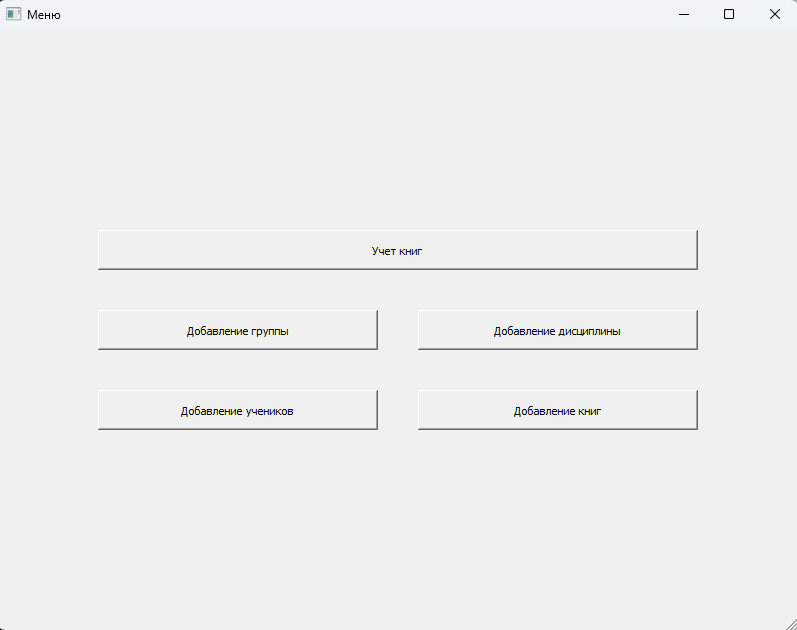 Меню
Учет книг
Добавление группы
Добавление дисциплины
Добавление учеников
Добавление книг